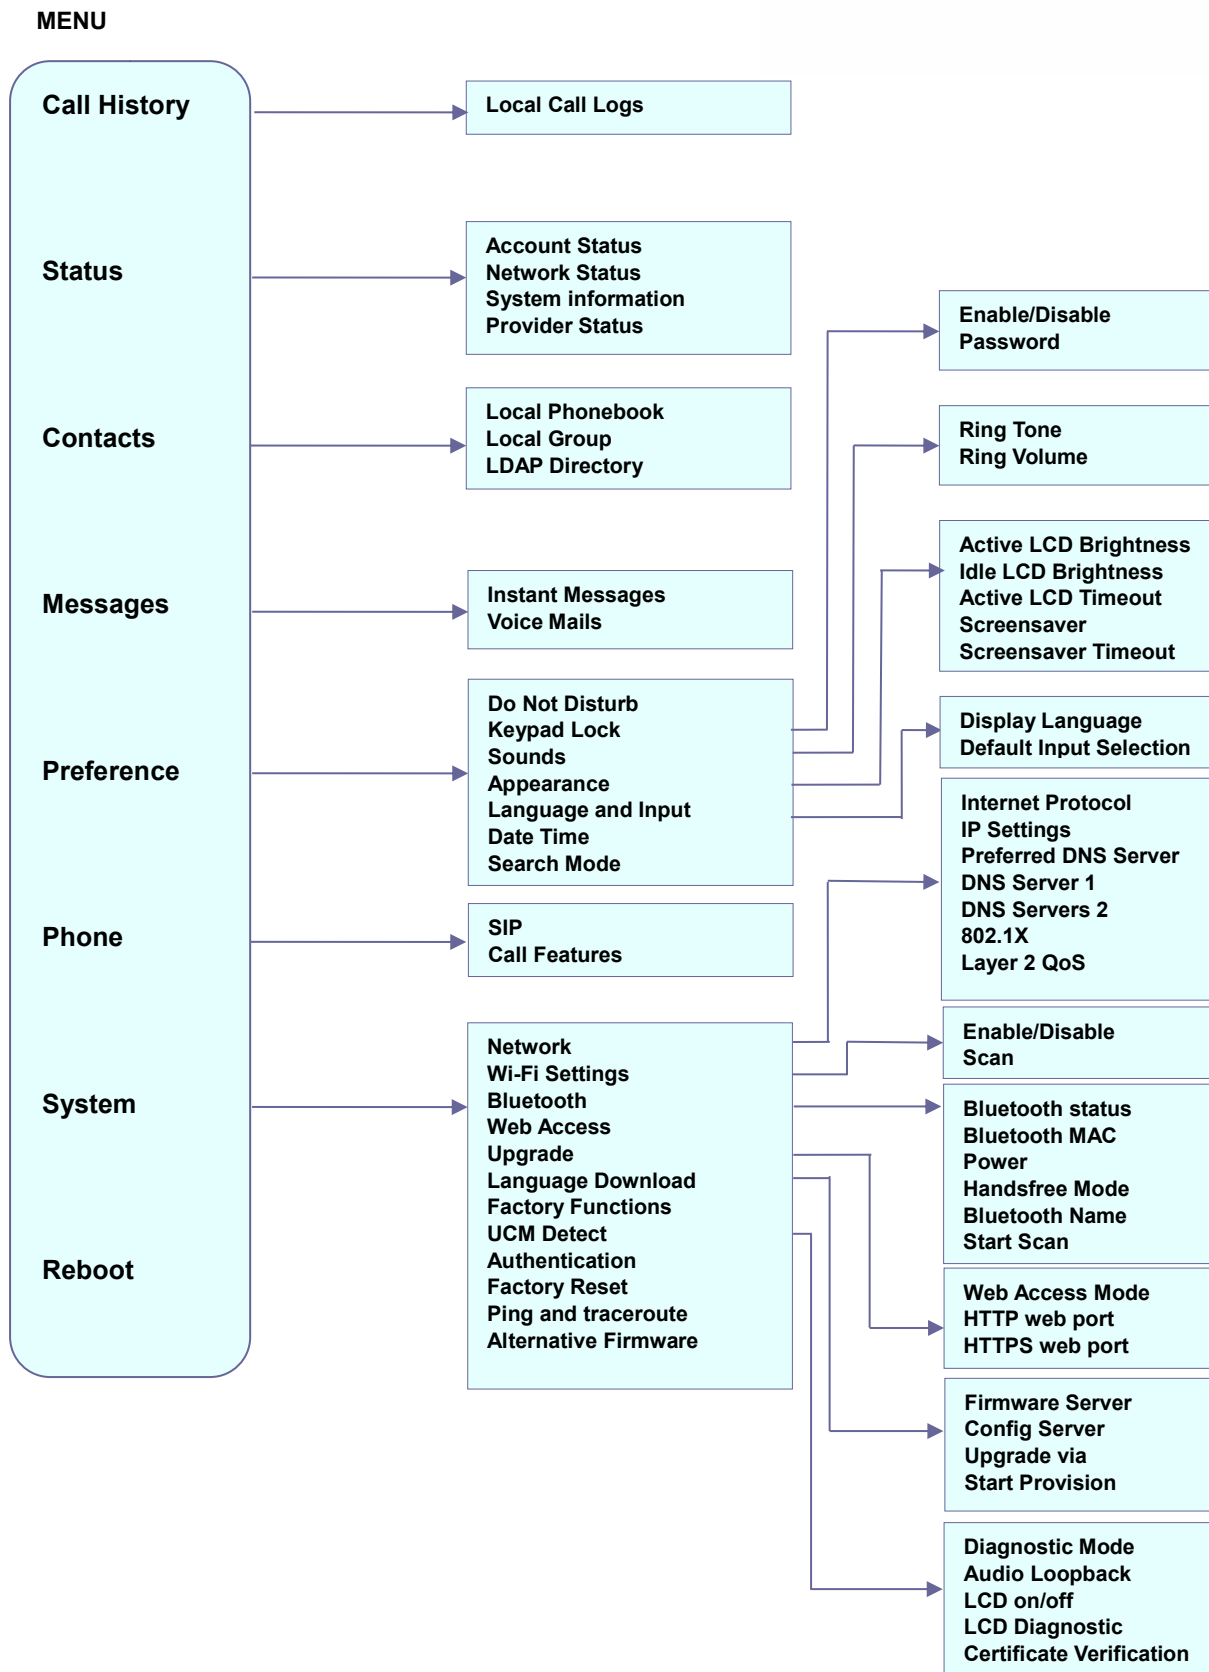 MENU
Call History
Status
Contacts
Messages
Preference
Phone
System
Reboot
Local Call Logs
Account Status
Network Status
System information
Provider Status
Local Phonebook
Local Group
LDAP Directory
Instant Messages
Voice Mails
Do Not Disturb
Keypad Lock
Sounds
Appearance
Language and Input
Date Time
Search Mode
SIP
Call Features
Network
Wi-Fi Settings
Bluetooth
Web Access
Upgrade
Language Download
Factory Functions
UCM Detect
Authentication
Factory Reset
Ping and traceroute
Alternative Firmware
Enable/Disable
Password
Ring Tone
Ring Volume
Active LCD Brightness
Idle LCD Brightness
Active LCD Timeout
Screensaver
Screensaver Timeout
Display Language
Default Input Selection
Internet Protocol
IP Settings
Preferred DNS Server
DNS Server 1
DNS Servers 2
802.1X
Layer 2 QoS
Enable/Disable
Scan
Bluetooth status
Bluetooth MAC
Power
Handsfree Mode
Bluetooth Name
Start Scan
Web Access Mode
HTTP web port
HTTPS web port
Firmware Server
Config Server
Upgrade via
Start Provision
Diagnostic Mode
Audio Loopback
LCD on/off
LCD Diagnostic
Certificate Verification